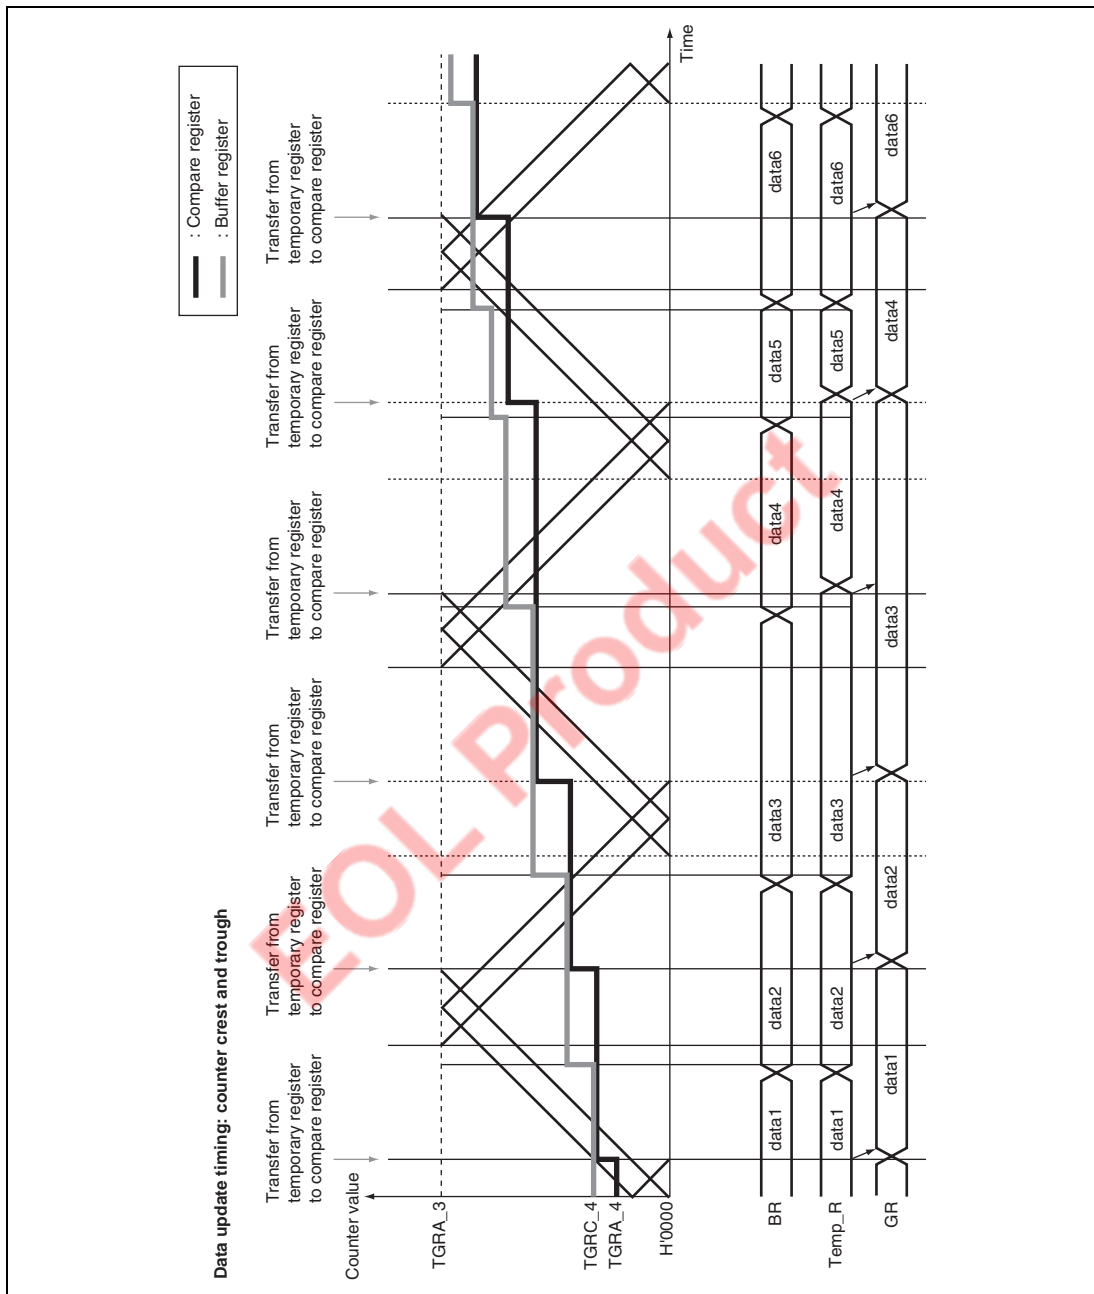 Data update timing: counter crest and trough
: Compare register
: Buffer register
Transfer from
temporary register
to compare register
Transfer from
temporary register
to compare register
Transfer from
temporary register
to compare register
Transfer from
temporary register
to compare register
Transfer from
temporary register
to compare register
Transfer from
temporary register
to compare register
Counter value
TGRA_3
TGRC_4
TGRA_4
H'0000
Time
BR
data1
data2
data3
data4
data5
data6
Temp_R
data1
data2
data3
data4
data5
data6
GR
data1
data2
data3
data4
data6
EOL Product